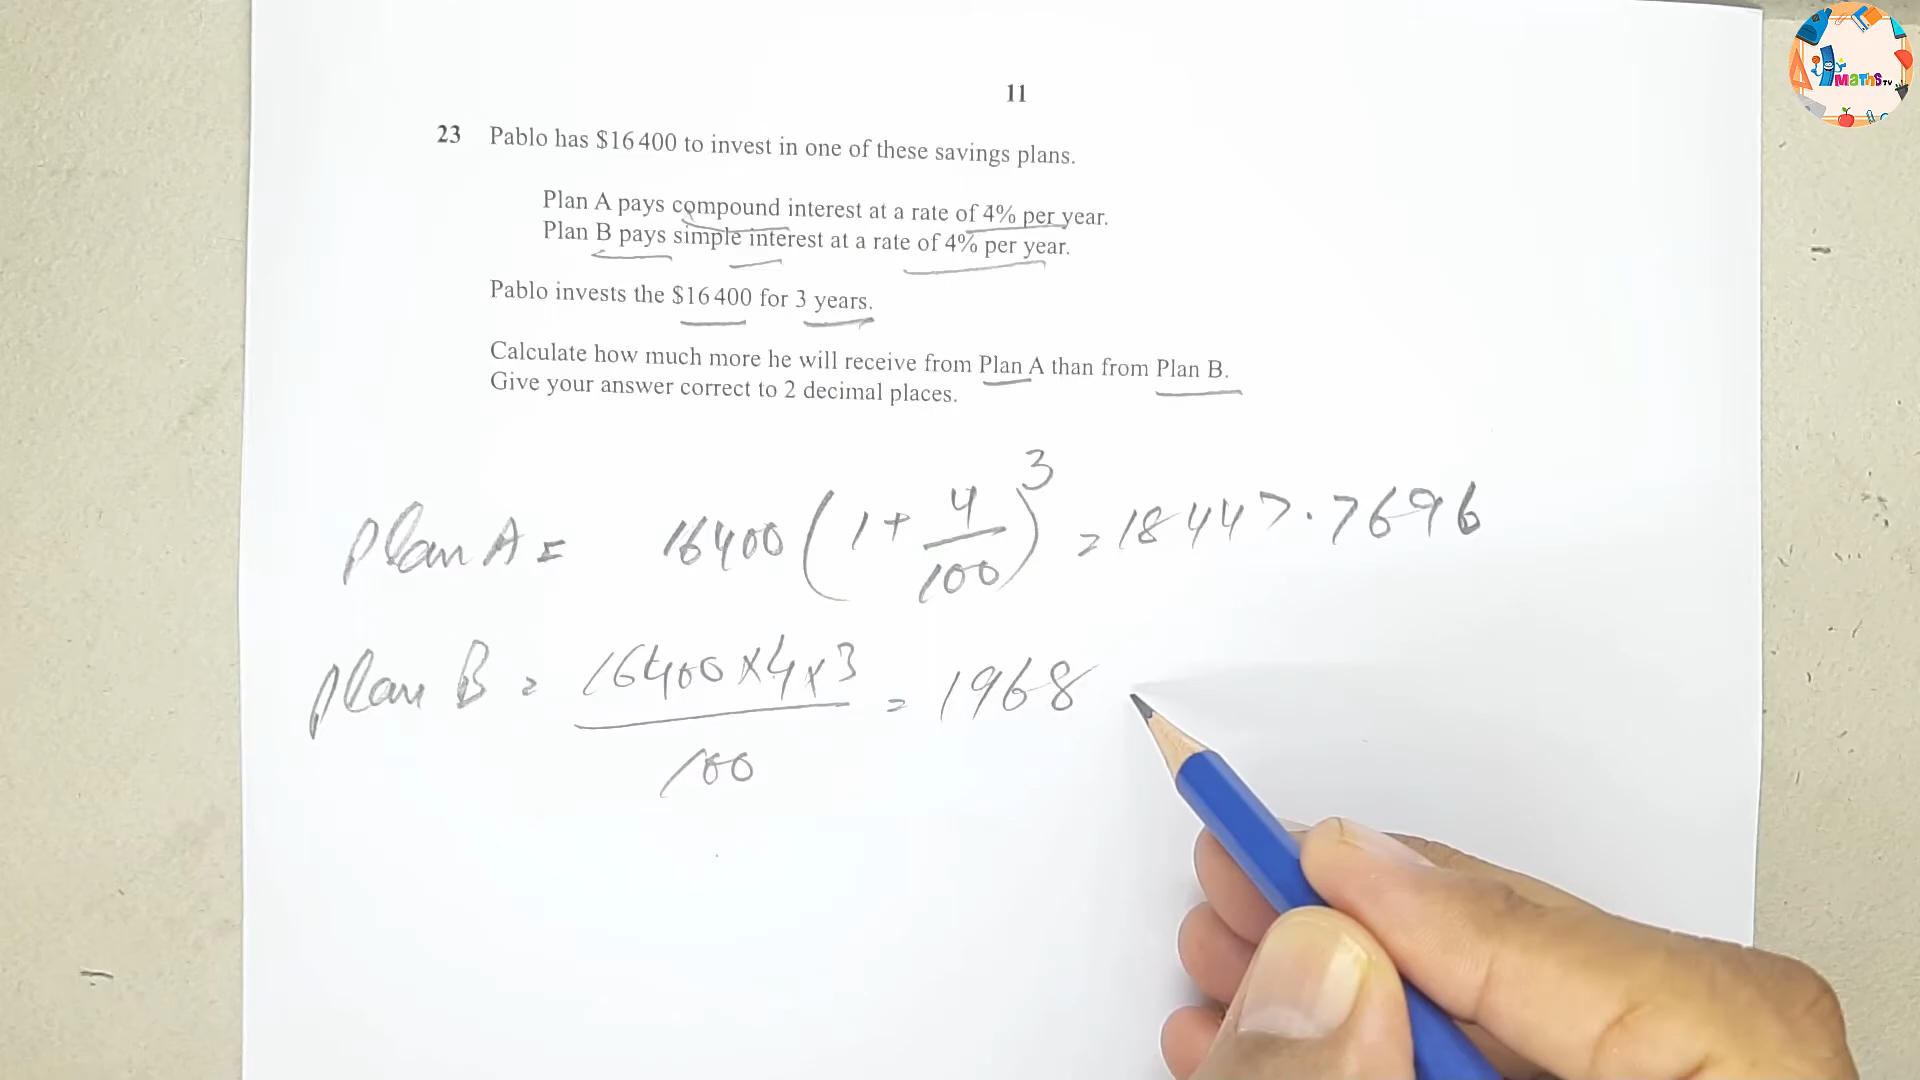 MATHS TV
11
23 Pablo has $16 400 to invest in one of these savings plans.
Plan A pays compound interest at a rate of 4% per year.
Plan B pays simple interest at a rate of 4% per year.
Pablo invests the $16 400 for 3 years.
Calculate how much more he will receive from Plan A than from Plan B.
Give your answer correct to 2 decimal places.
Plan A = 16400 (1 + 4/100)^3 = 18447.7696
Plan B = 16400 × 4 × 3 / 100 = 1968